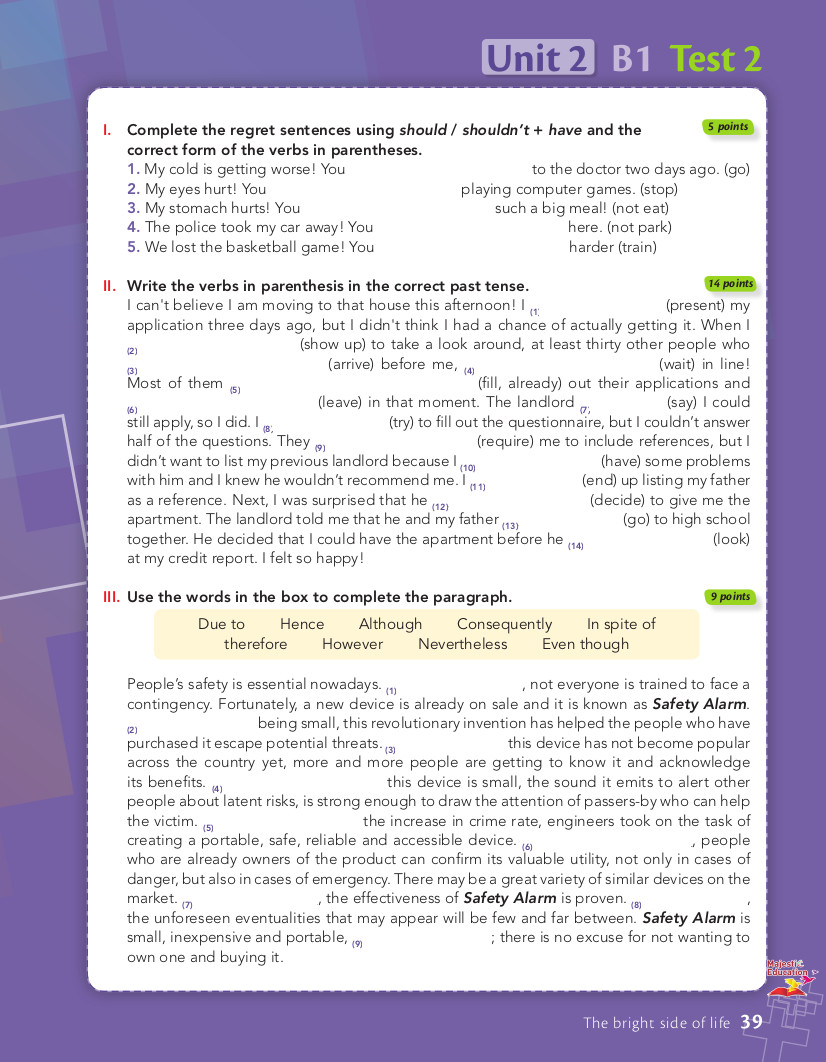 Unit 2 B1 Test 2
I. Complete the regret sentences using should / shouldn't + have and the
5 points
correct form of the verbs in parentheses.
1. My cold is getting worse! You to the doctor two days ago. (go)
2. My eyes hurt! You playing computer games. (stop)
3. My stomach hurts! You such a big meal! (not eat)
4. The police took my car away! You here. (not park)
5. We lost the basketball game! You harder (train)
II. Write the verbs in parenthesis in the correct past tense.
14 points
I can't believe I am moving to that house this afternoon! I (1) (present) my
application three days ago, but I didn't think I had a chance of actually getting it. When I
(2) (show up) to take a look around, at least thirty other people who
(3) (arrive) before me, (4) (wait) in line!
Most of them (5) (fill, already) out their applications and
(6) (leave) in that moment. The landlord (7) (say) I could
still apply, so I did. I (8) (try) to fill out the questionnaire, but I couldn't answer
half of the questions. They (9) (require) me to include references, but I
didn't want to list my previous landlord because I (10) (have) some problems
with him and I knew he wouldn't recommend me. I (11) (end) up listing my father
as a reference. Next, I was surprised that he (12) (decide) to give me the
apartment. The landlord told me that he and my father (13) (go) to high school
together. He decided that I could have the apartment before he (14) (look)
at my credit report. I felt so happy!
III. Use the words in the box to complete the paragraph.
9 points
Due to Hence Although Consequently In spite of
therefore However Nevertheless Even though
People's safety is essential nowadays. (1) , not everyone is trained to face a
contingency. Fortunately, a new device is already on sale and it is known as Safety Alarm.
(2) being small, this revolutionary invention has helped the people who have
purchased it escape potential threats. (3) this device has not become popular
across the country yet, more and more people are getting to know it and acknowledge
its benefits. (4) this device is small, the sound it emits to alert other
people about latent risks, is strong enough to draw the attention of passers-by who can help
the victim. (5) the increase in crime rate, engineers took on the task of
creating a portable, safe, reliable and accessible device. (6) , people
who are already owners of the product can confirm its valuable utility, not only in cases of
danger, but also in cases of emergency. There may be a great variety of similar devices on the
market. (7) , the effectiveness of Safety Alarm is proven. (8) ,
the unforeseen eventualities that may appear will be few and far between. Safety Alarm is
small, inexpensive and portable, (9) ; there is no excuse for not wanting to
own one and buying it.
Majestic
Education
The bright side of life 39